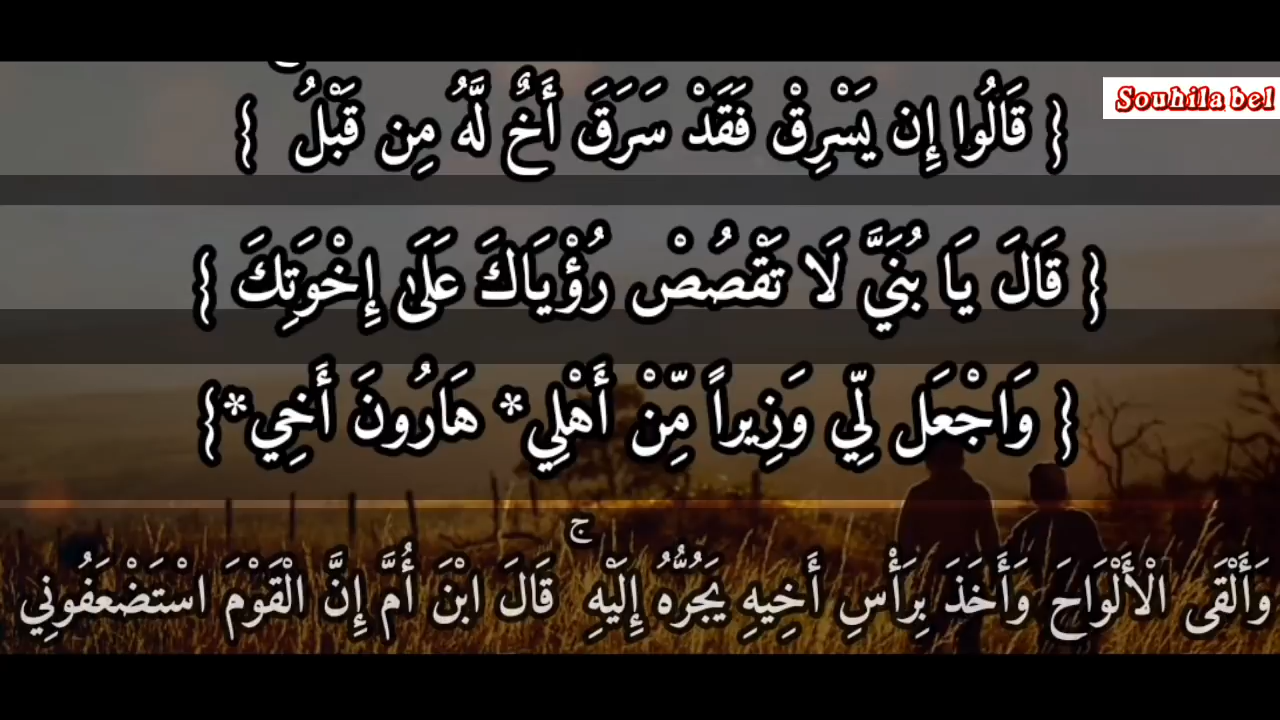 Souhila bel
{ قَالُوا إِن يَسْرِقْ فَقَدْ سَرَقَ أَخٌ لَّهُ مِن قَبْلُ }
{ قَالَ يَا بُنَيَّ لَا تَقْصُصْ رُؤْيَاكَ عَلَىٰ إِخْوَتِكَ }
{ وَاجْعَل لِّي وَزِيراً مِّنْ أَهْلِي* هَارُونَ أَخِي*}
وَأَلْقَى الْأَلْوَاحَ وَأَخَذَ بِرَأْسِ أَخِيهِ يَجُرُّهُ إِلَيْهِ ۚ قَالَ ابْنَ أُمَّ إِنَّ الْقَوْمَ اسْتَضْعَفُونِي